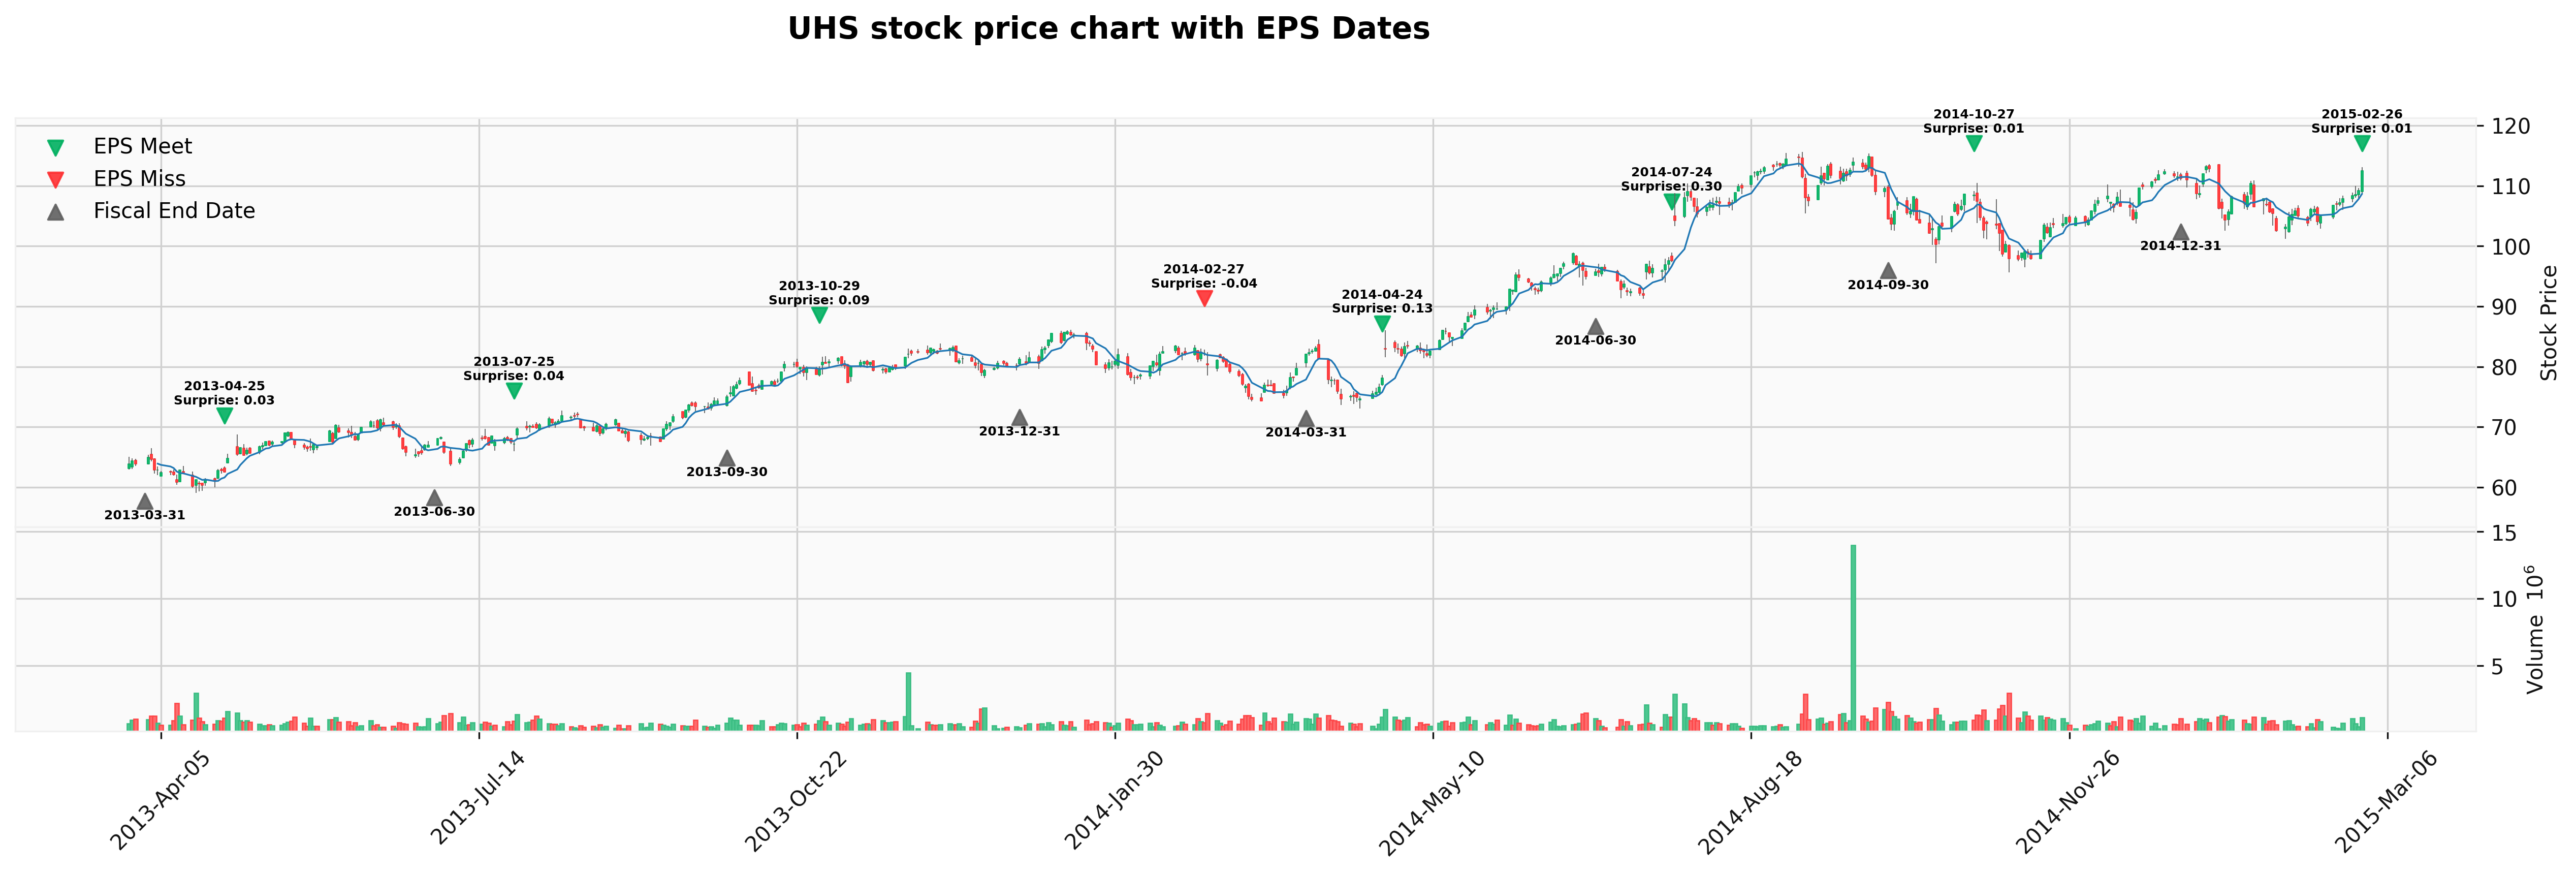 UHS stock price chart with EPS Dates
EPS Meet
EPS Miss
Fiscal End Date
2013-04-25
Surprise: 0.03
2013-07-25
Surprise: 0.04
2013-10-29
Surprise: 0.09
2014-02-27
Surprise: -0.04
2014-04-24
Surprise: 0.13
2014-07-24
Surprise: 0.30
2014-10-27
Surprise: 0.01
2015-02-26
Surprise: 0.01
2013-03-31
2013-06-30
2013-09-30
2013-12-31
2014-03-31
2014-06-30
2014-09-30
2014-12-31
120
110
100
90
80
70
60
Stock Price
15
10
5
Volume 10^6
2013-Apr-05
2013-Jul-14
2013-Oct-22
2014-Jan-30
2014-May-10
2014-Aug-18
2014-Nov-26
2015-Mar-06